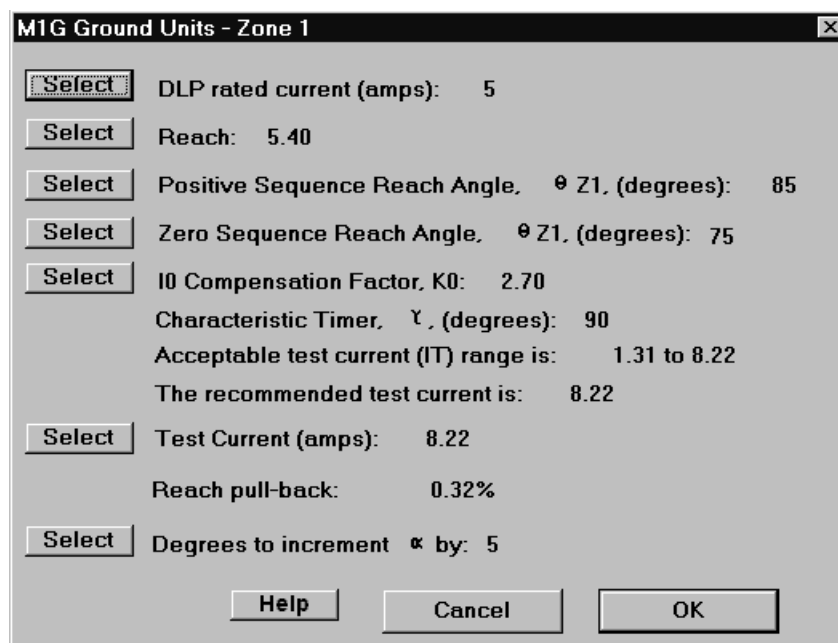 M1G Ground Units - Zone 1
Select DLP rated current (amps): 5
Select Reach: 5.40
Select Positive Sequence Reach Angle, θ Z1, (degrees): 85
Select Zero Sequence Reach Angle, θ Z1, (degrees): 75
Select I0 Compensation Factor, K0: 2.70
Characteristic Timer, ϒ, (degrees): 90
Acceptable test current (IT) range is: 1.31 to 8.22
The recommended test current is: 8.22
Select Test Current (amps): 8.22
Reach pull-back: 0.32%
Select Degrees to increment α by: 5
Help Cancel OK